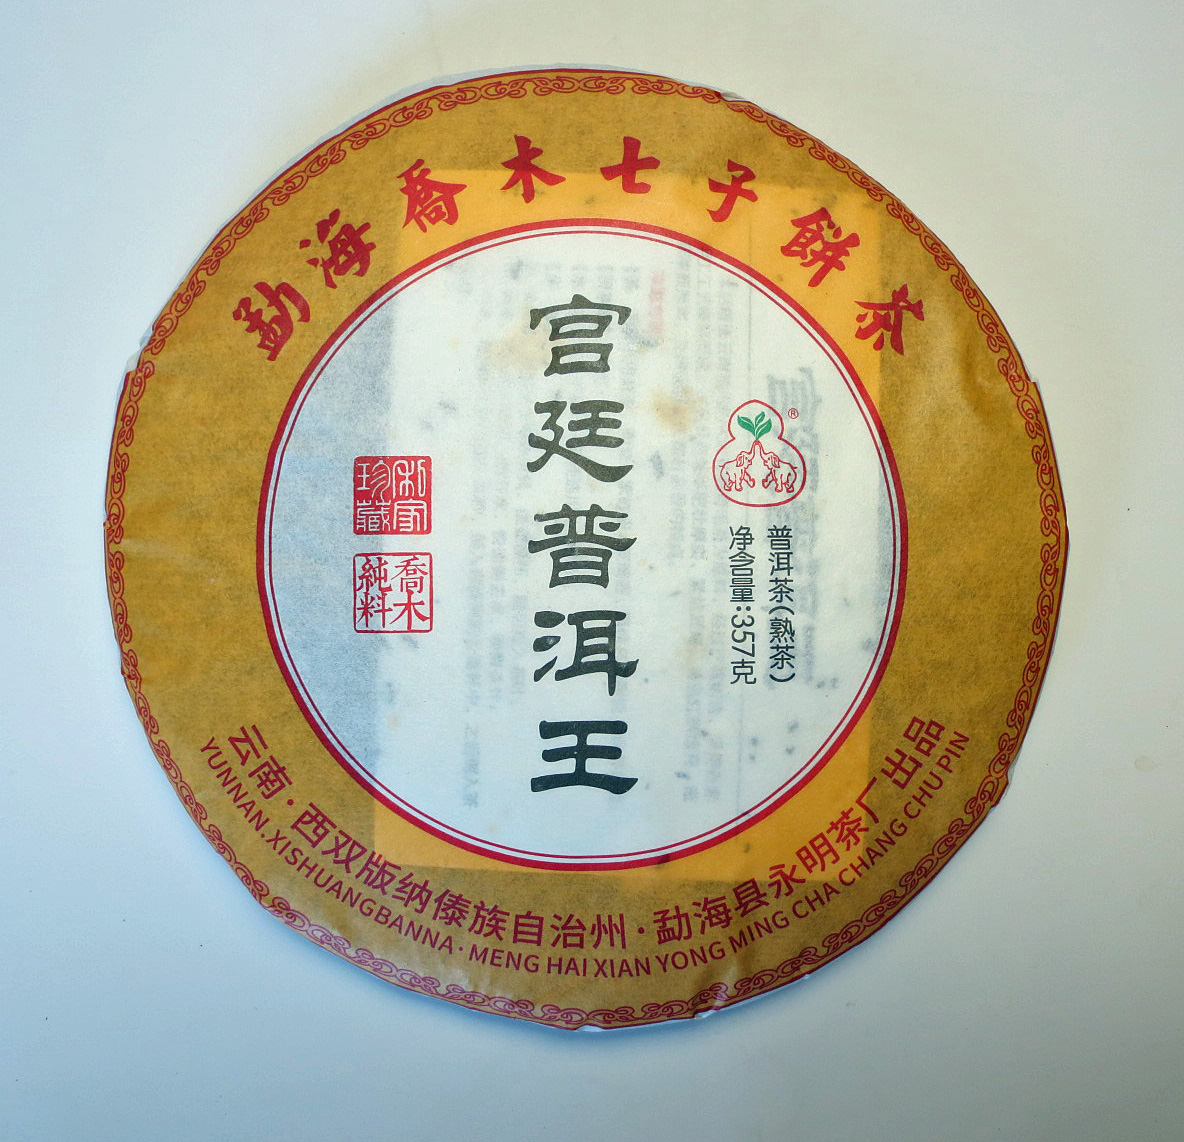 勐海喬木七子餅茶
宫廷普洱王
®
普洱茶(熟茶)
净含量:357克
私家
珍藏
喬木
純料
云南·西双版纳傣族自治州·勐海县永明茶厂出品
YUNNAN.XISHUANGBANNA·MENG HAI XIAN YONG MING CHA CHANG CHU PIN